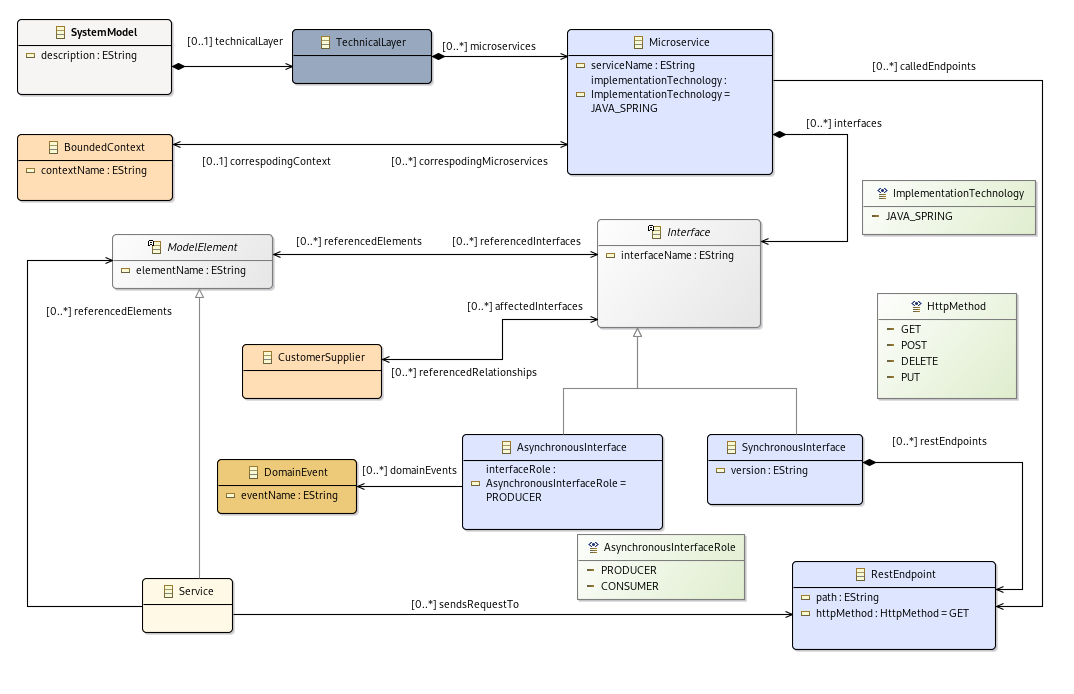 SystemModel
description : EString
[0..1] technicalLayer
TechnicalLayer
[0..*] microservices
Microservice
serviceName : EString
implementationTechnology :
ImplementationTechnology =
JAVA_SPRING
[0..*] calledEndpoints
[0..*] interfaces
BoundedContext
contextName : EString
[0..1] correspodingContext
[0..*] correspodingMicroservices
ImplementationTechnology
JAVA_SPRING
ModelElement
elementName : EString
[0..*] referencedElements
[0..*] referencedInterfaces
Interface
interfaceName : EString
[0..*] referencedElements
[0..*] affectedInterfaces
HttpMethod
GET
POST
DELETE
PUT
CustomerSupplier
[0..*] referencedRelationships
AsynchronousInterface
interfaceRole :
AsynchronousInterfaceRole =
PRODUCER
SynchronousInterface
version : EString
[0..*] restEndpoints
DomainEvent
eventName : EString
[0..*] domainEvents
AsynchronousInterfaceRole
PRODUCER
CONSUMER
Service
[0..*] sendsRequestTo
RestEndpoint
path : EString
httpMethod : HttpMethod = GET